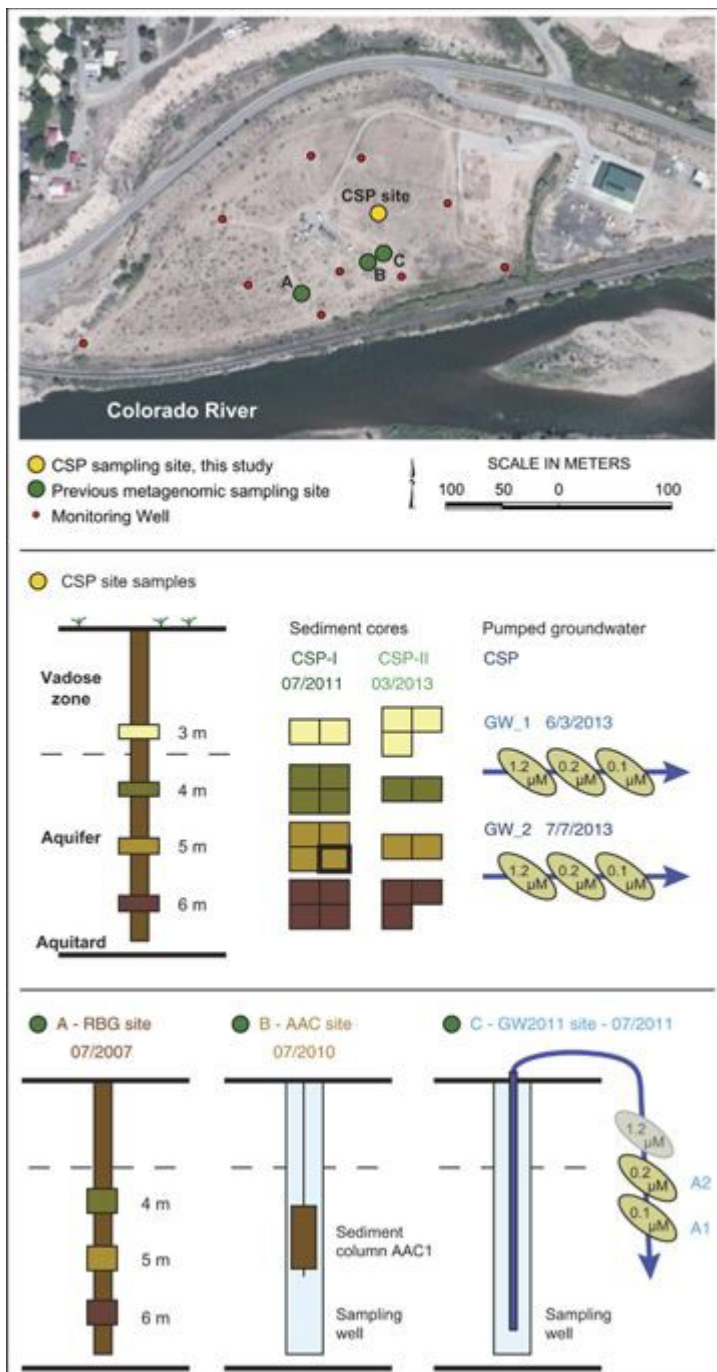 CSP site
C
B
A
Colorado River
CSP sampling site, this study
Previous metagenomic sampling site
Monitoring Well
SCALE IN METERS
100 50 0 100
CSP site samples
Sediment cores
Pumped groundwater
CSP-I
CSP-II
CSP
07/2011
03/2013
Vadose
zone
3 m
4 m
Aquifer
5 m
6 m
Aquitard
GW_1 6/3/2013
1.2 µM
0.2 µM
0.1 µM
GW_2 7/7/2013
1.2 µM
0.2 µM
0.1 µM
A - RBG site
07/2007
4 m
5 m
6 m
B - AAC site
07/2010
Sediment
column AAC1
Sampling
well
C - GW2011 site - 07/2011
1.2 µM
0.2 µM
A2
0.1 µM
A1
Sampling
well